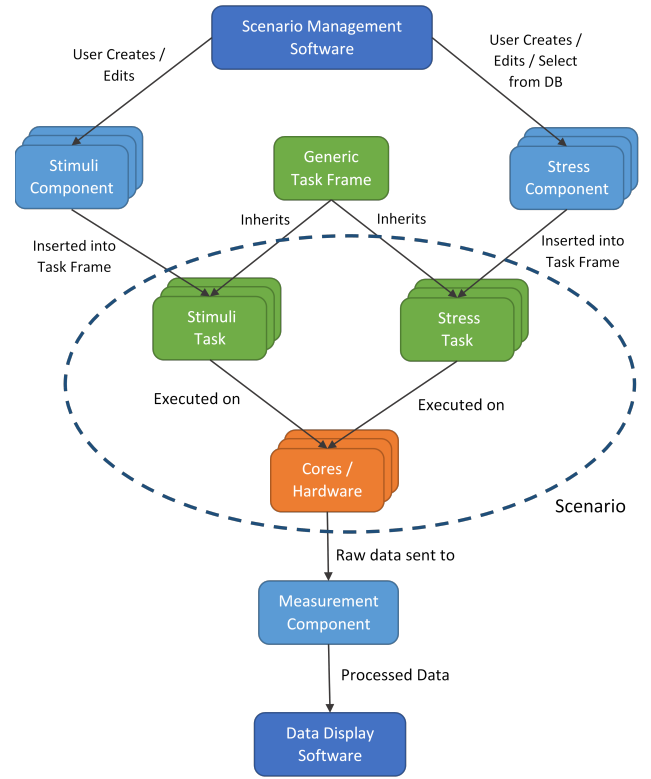 Scenario Management
Software
User Creates /
Edits
User Creates /
Edits / Select
from DB
Stimuli
Component
Generic
Task Frame
Stress
Component
Inherits
Inherits
Inserted into
Task Frame
Inserted into
Task Frame
Stimuli
Task
Stress
Task
Executed on
Executed on
Cores /
Hardware
Scenario
Raw data sent to
Measurement
Component
Processed Data
Data Display
Software